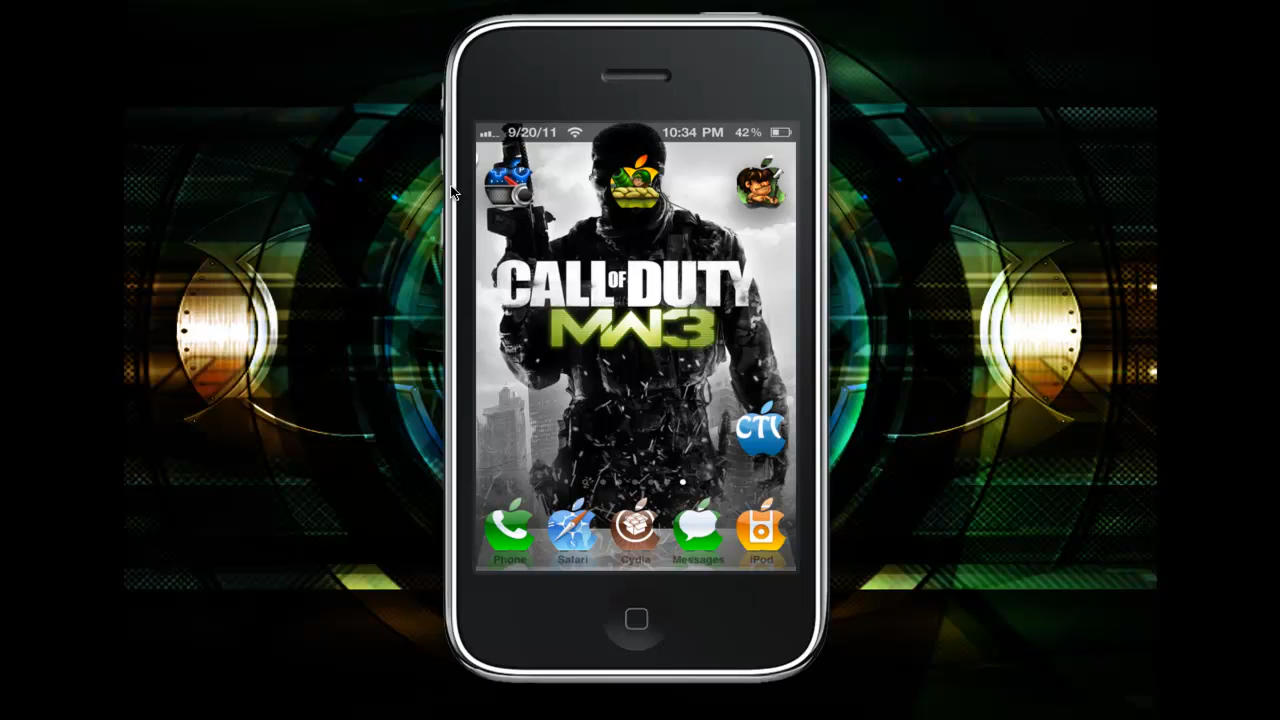 9/20/11 10:34 PM 42%
CALL OF DUTY
MW3
CTI
Phone Safari Cydia Messages iPod